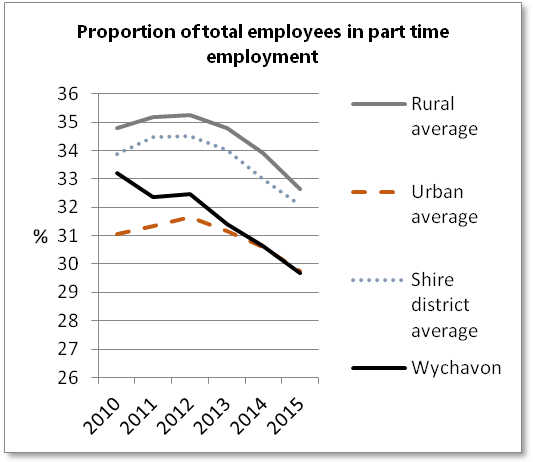 Proportion of total employees in part time
employment
36
35
34
33
32
31
30
29
28
27
26
%
2010
2011
2012
2013
2014
2015
Rural
average
Urban
average
Shire
district
average
Wychavon